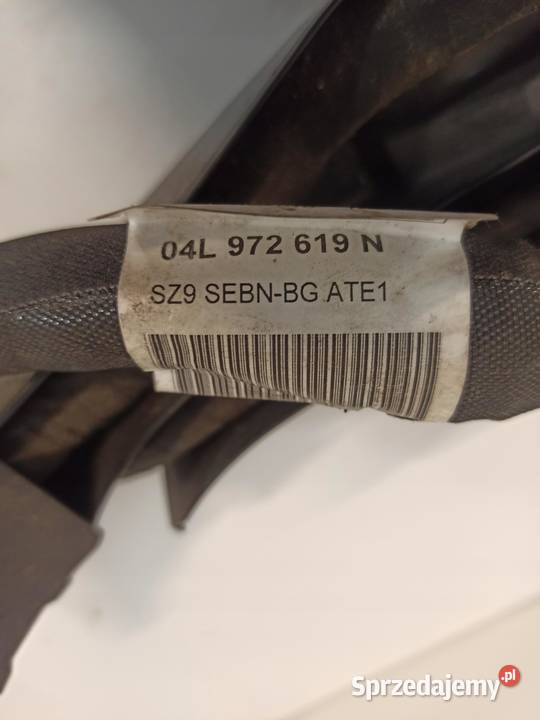 04L 972 619 N
SZ9 SEBN-BG ATE1
Sprzedajemy.pl